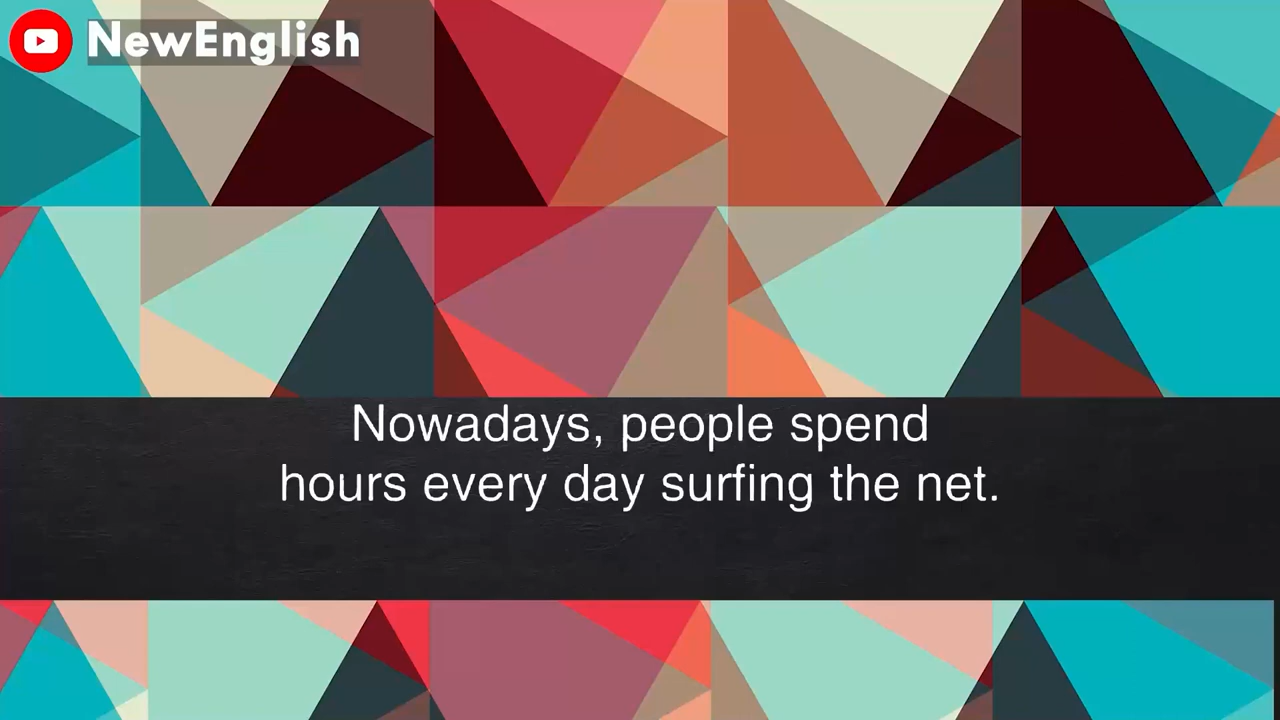 NewEnglish
Nowadays, people spend
hours every day surfing the net.